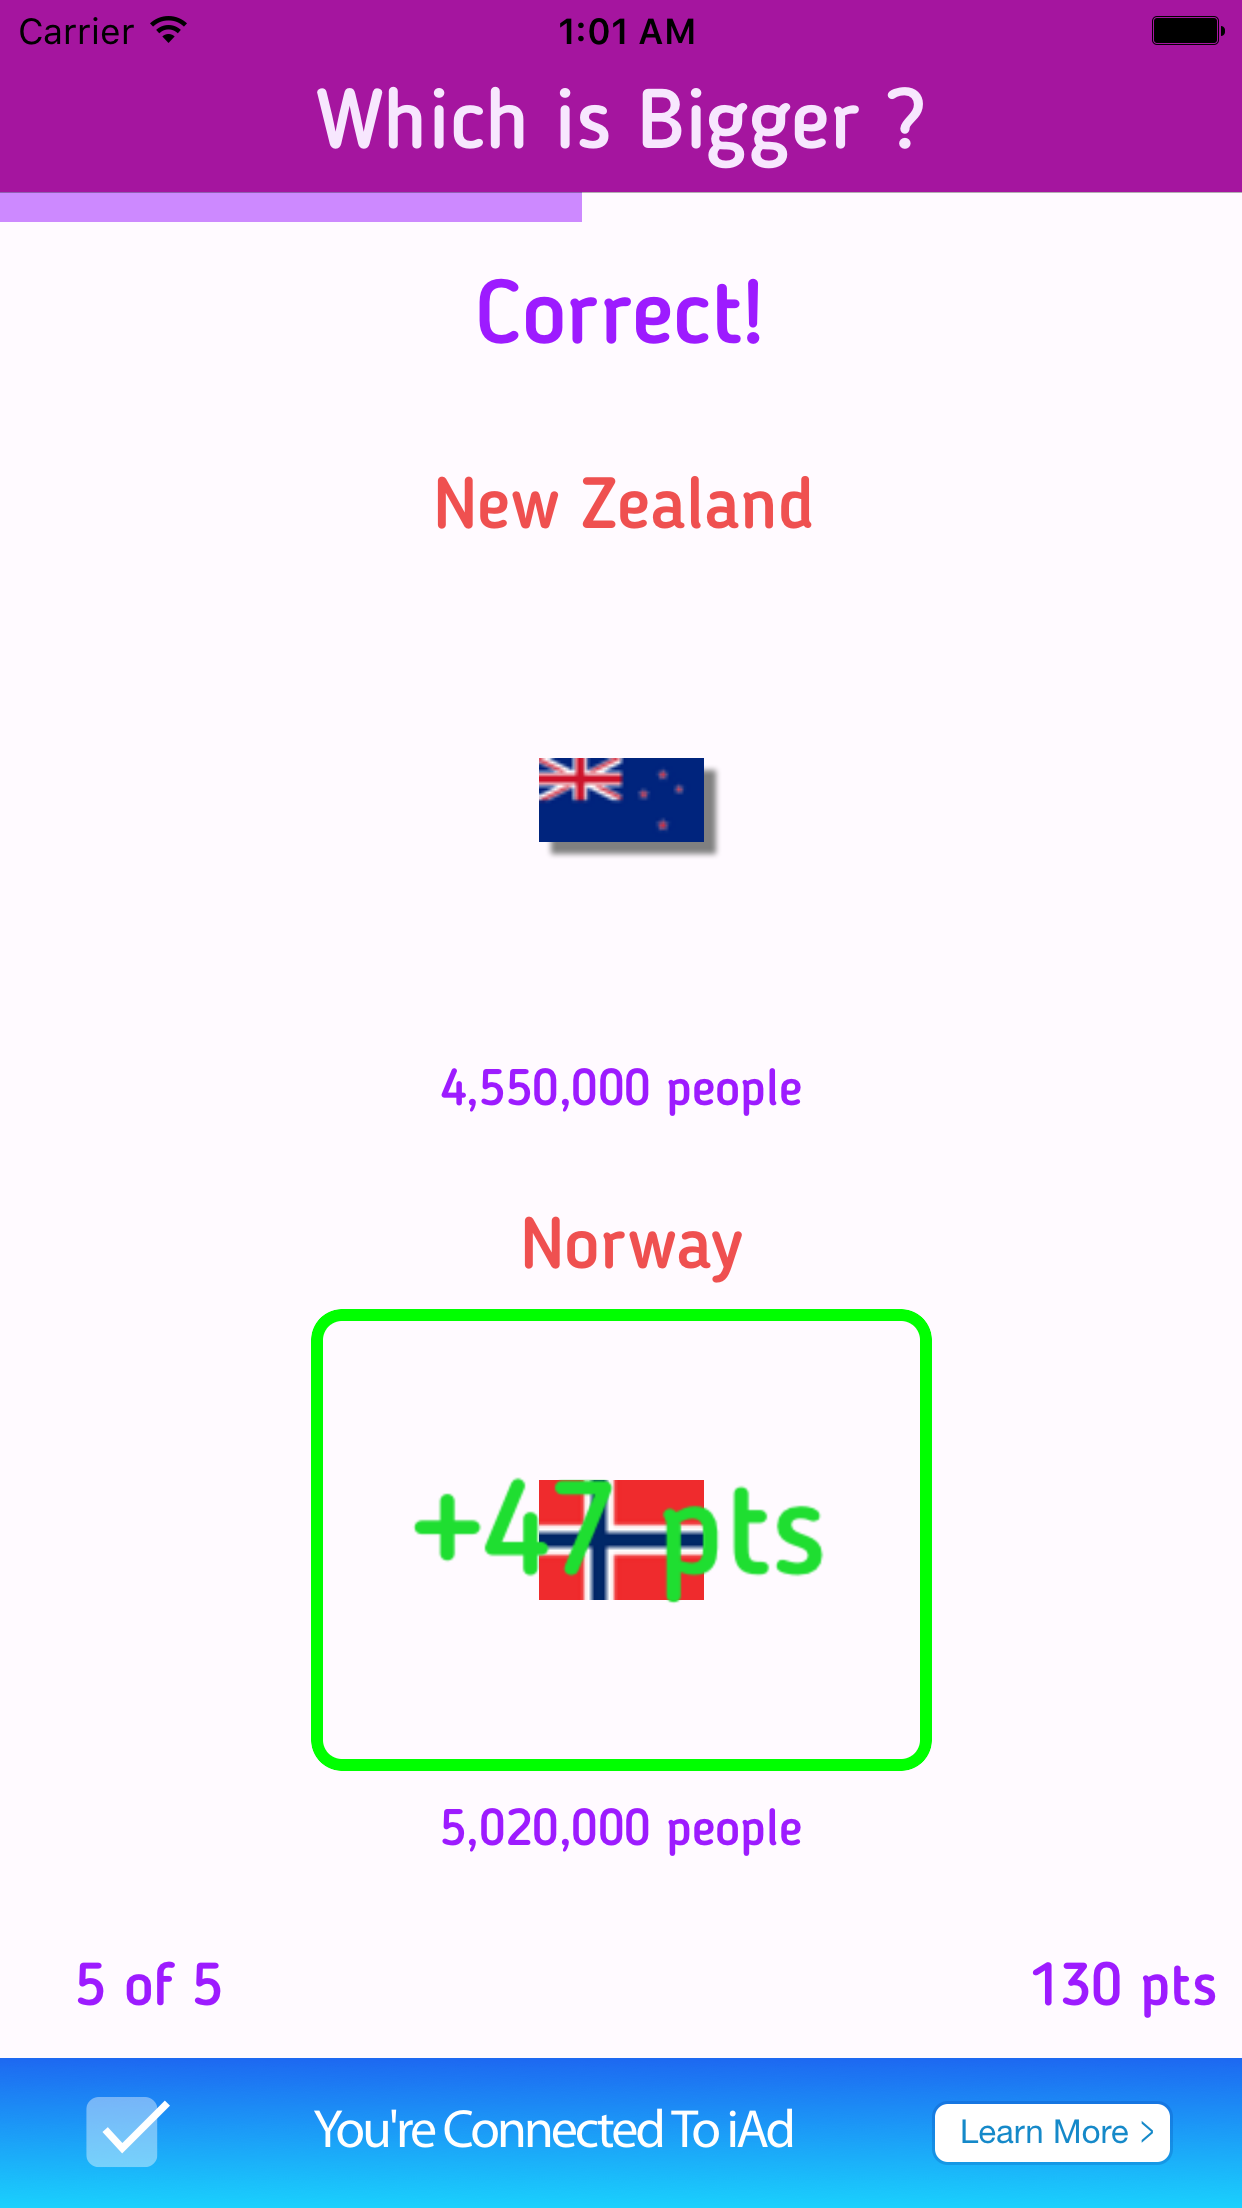 Carrier
1:01 AM
Which is Bigger ?
Correct!
New Zealand
4,550,000 people
Norway
+47 pts
5,020,000 people
5 of 5
130 pts
You're Connected To iAd
Learn More >